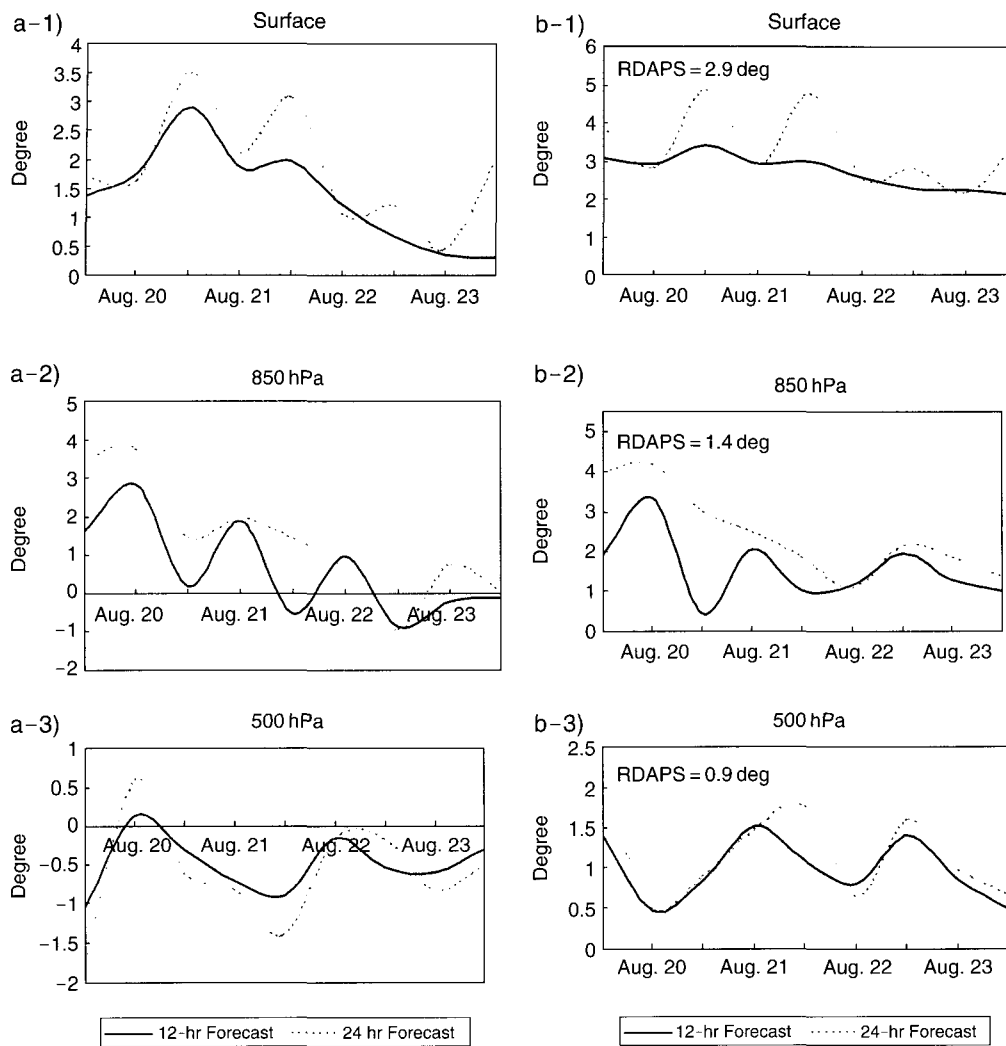 a-1)
Surface
Degree
4
3.5
3
2.5
2
1.5
1
0.5
0
Aug. 20 Aug. 21 Aug. 22 Aug. 23
b-1)
Surface
RDAPS = 2.9 deg
Degree
6
5
4
3
2
1
0
Aug. 20 Aug. 21 Aug. 22 Aug. 23
a-2)
850 hPa
Degree
5
4
3
2
1
0
-1
-2
Aug. 20 Aug. 21 Aug. 22 Aug. 23
b-2)
850 hPa
RDAPS = 1.4 deg
Degree
5
4
3
2
1
0
Aug. 20 Aug. 21 Aug. 22 Aug. 23
a-3)
500 hPa
Degree
1
0.5
0
-0.5
-1
-1.5
-2
Aug. 20 Aug. 21 Aug. 22 Aug. 23
b-3)
500 hPa
RDAPS = 0.9 deg
Degree
2.5
2
1.5
1
0.5
0
Aug. 20 Aug. 21 Aug. 22 Aug. 23
12-hr Forecast 24 hr Forecast
12-hr Forecast 24-hr Forecast